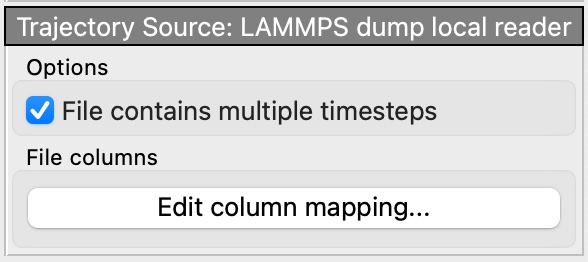 Trajectory Source: LAMMPS dump local reader
Options
File contains multiple timesteps
File columns
Edit column mapping...